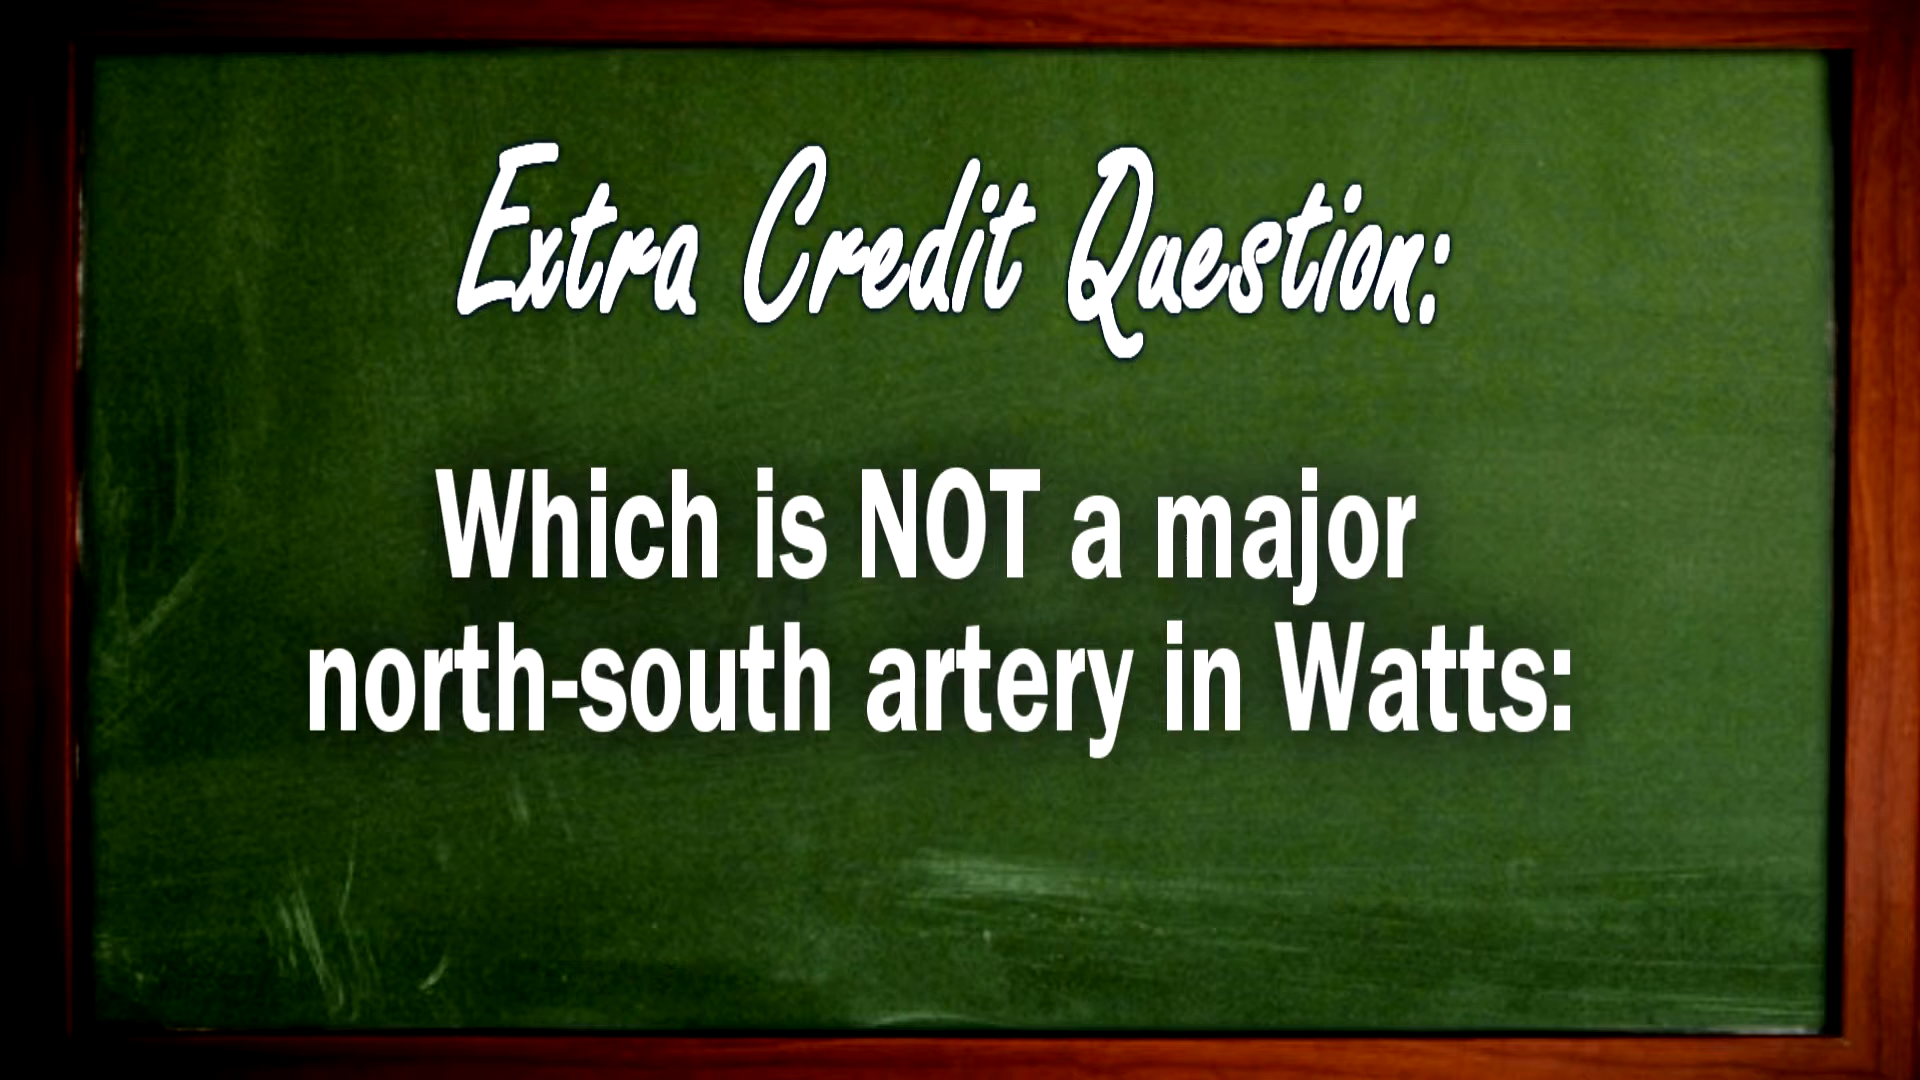 Extra Credit Question:
Which is NOT a major
north-south artery in Watts: